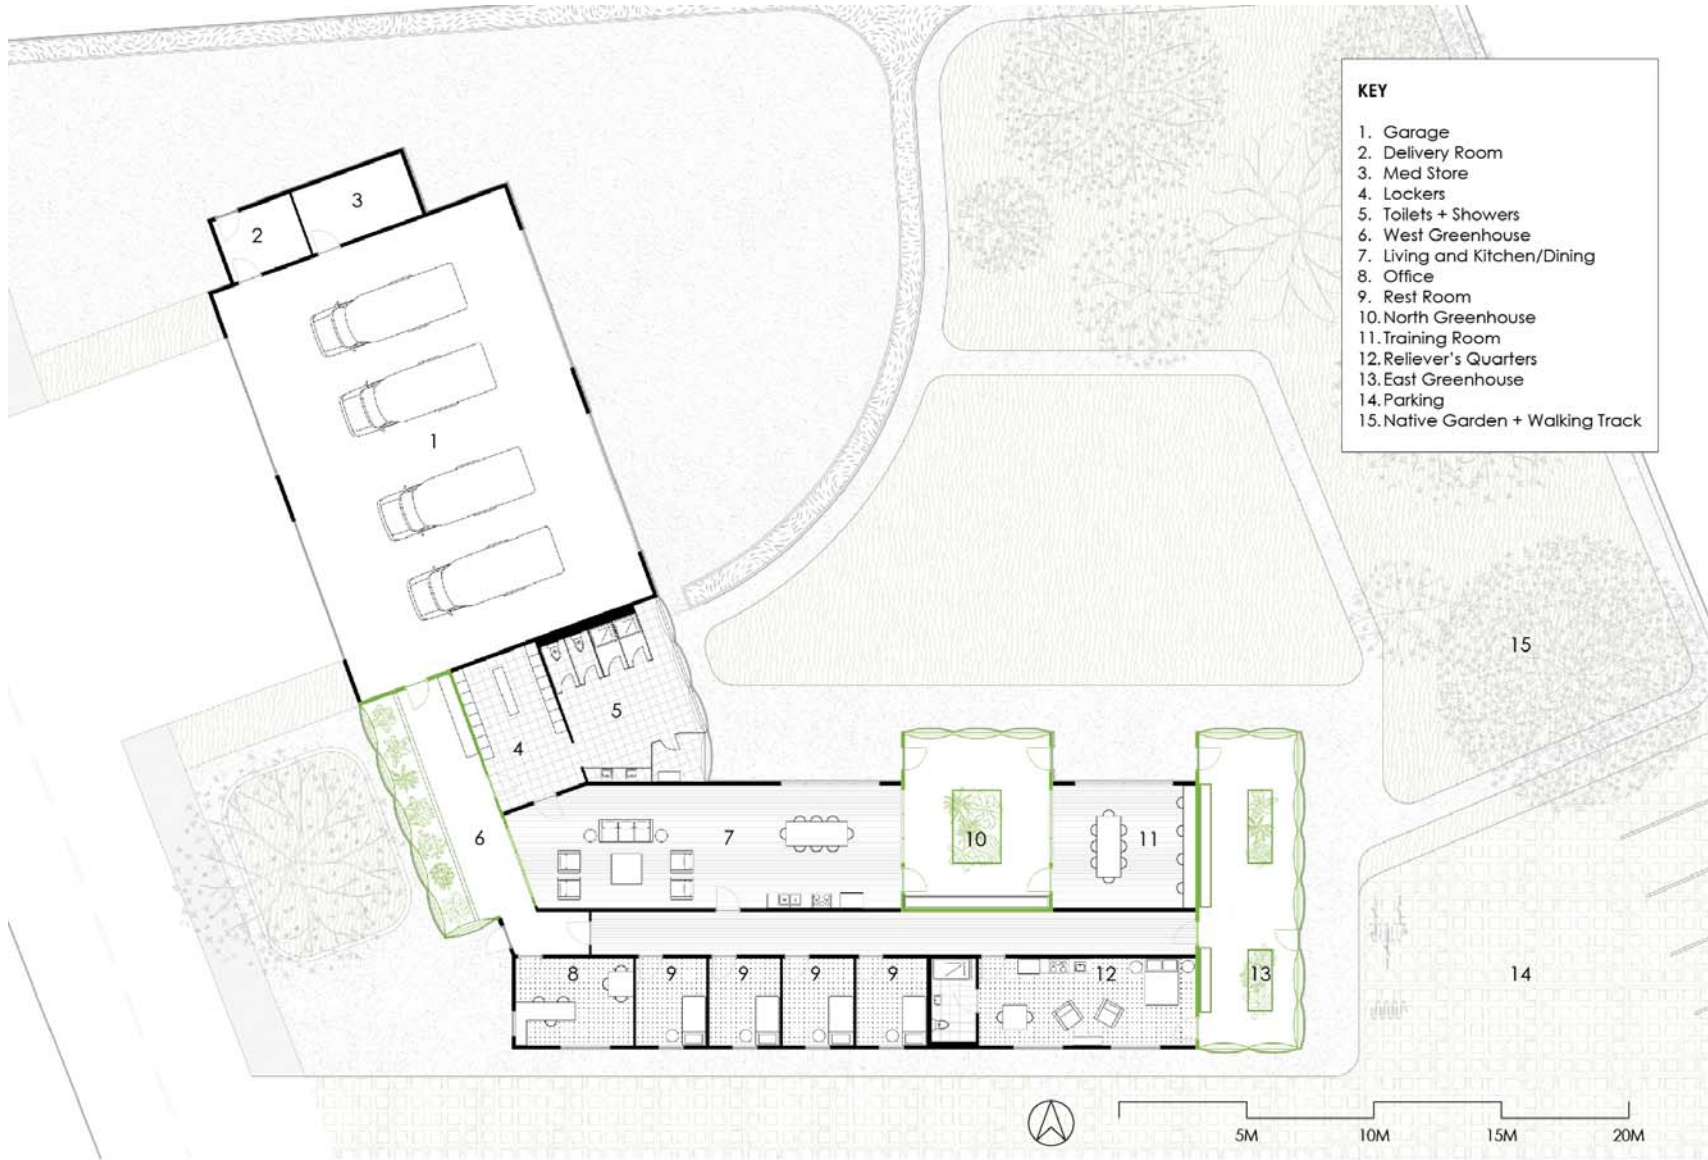 KEY
1. Garage
2. Delivery Room
3. Med Store
4. Lockers
5. Toilets + Showers
6. West Greenhouse
7. Living and Kitchen/Dining
8. Office
9. Rest Room
10. North Greenhouse
11. Training Room
12. Reliever's Quarters
13. East Greenhouse
14. Parking
15. Native Garden + Walking Track
3
2
1
15
5
4
6
7
10
11
8
9
9
9
9
12
13
14
5M
10M
15M
20M